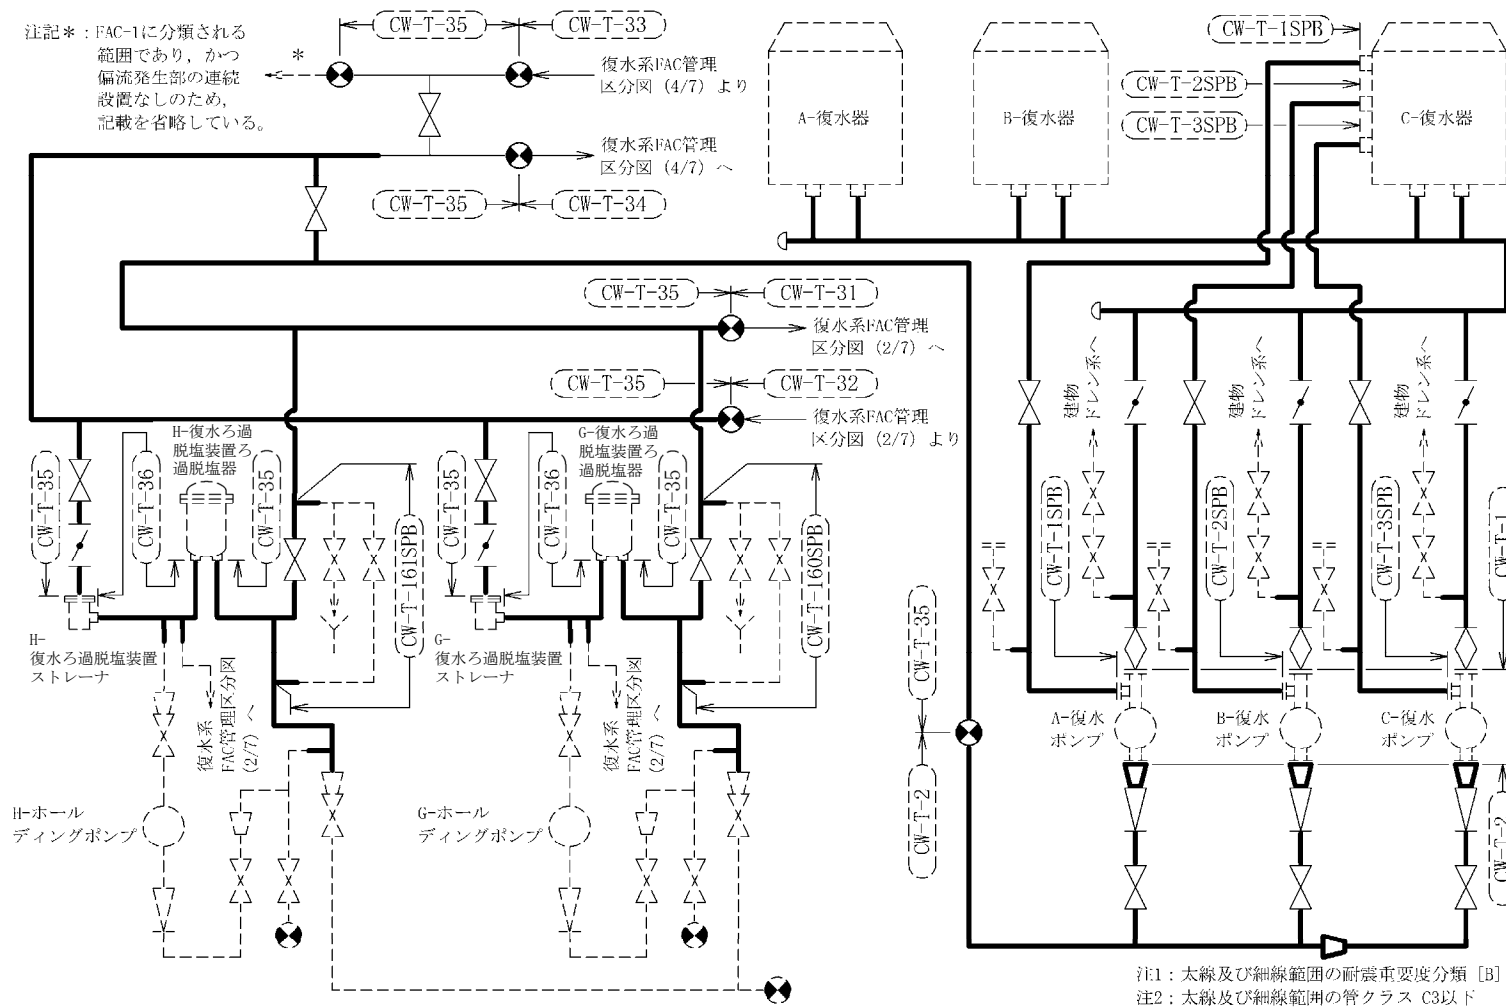 注記＊：FAC-1に分類される
範囲であり，かつ
偏流発生部の連続
設置なしのため，
記載を省略している。
＊
CW-T-35
CW-T-33
復水系FAC管理
区分図（4/7）より
復水系FAC管理
区分図（4/7）へ
CW-T-35
CW-T-34
A-復水器
B-復水器
C-復水器
CW-T-1SPB
CW-T-2SPB
CW-T-3SPB
CW-T-35
CW-T-31
復水系FAC管理
区分図（2/7）へ
CW-T-35
CW-T-32
復水系FAC管理
区分図（2/7）より
H-復水ろ過
脱塩装置ろ
過脱塩器
CW-T-35
CW-T-36
CW-T-35
CW-T-161SPB
G-復水ろ過
脱塩装置ろ
過脱塩器
CW-T-35
CW-T-36
CW-T-35
CW-T-160SPB
H-
復水ろ過脱塩装置
ストレーナ
G-
復水ろ過脱塩装置
ストレーナ
復水系
FAC管理区分図
（2/7）へ
復水系
FAC管理区分図
（2/7）へ
H-ホール
ディングポンプ
G-ホール
ディングポンプ
CW-T-35
CW-T-2
建物
ドレン系へ
建物
ドレン系へ
建物
ドレン系へ
CW-T-1SPB
CW-T-2SPB
CW-T-3SPB
CW-T-1
A-復水
ポンプ
B-復水
ポンプ
C-復水
ポンプ
CW-T-2
注1：太線及び細線範囲の耐震重要度分類［B］
注2：太線及び細線範囲の管クラス C3以下